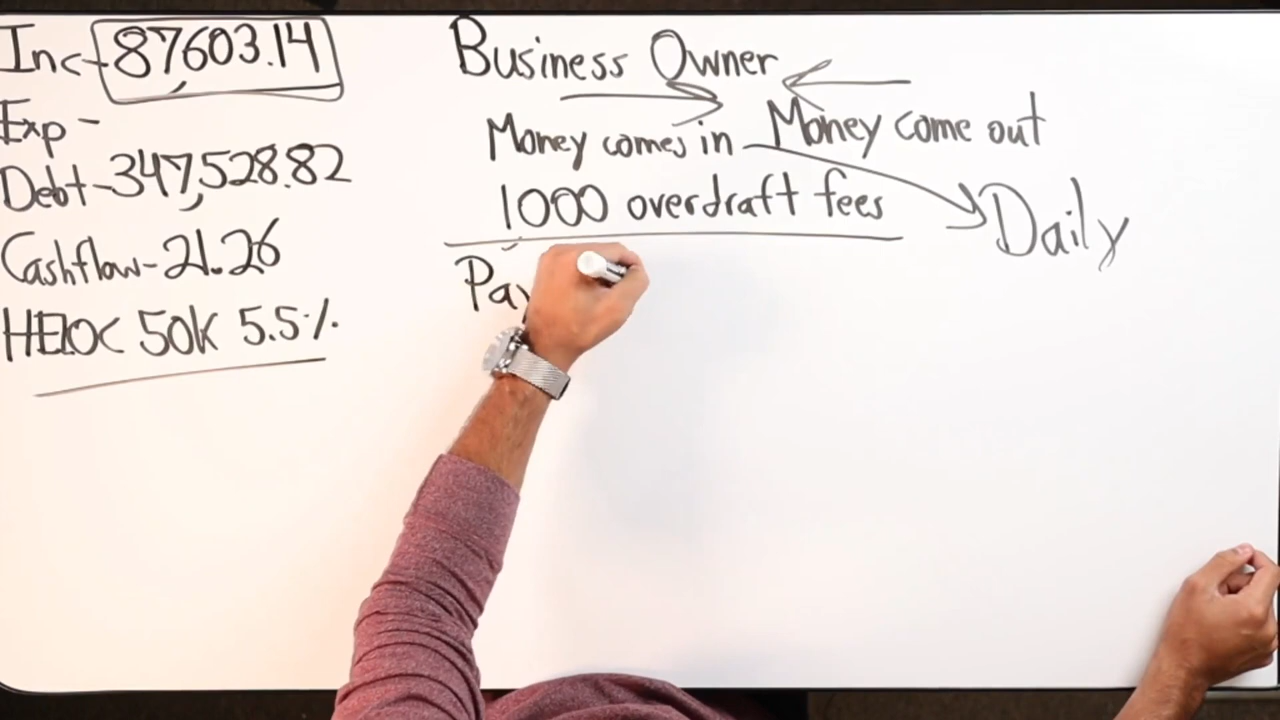 Inc-87603.14
Exp-
Debt-347,528.82
Cashflow-21.26
HELOC 50K 5.5%
Business Owner
Money comes in Money come out
1000 overdraft fees
Daily